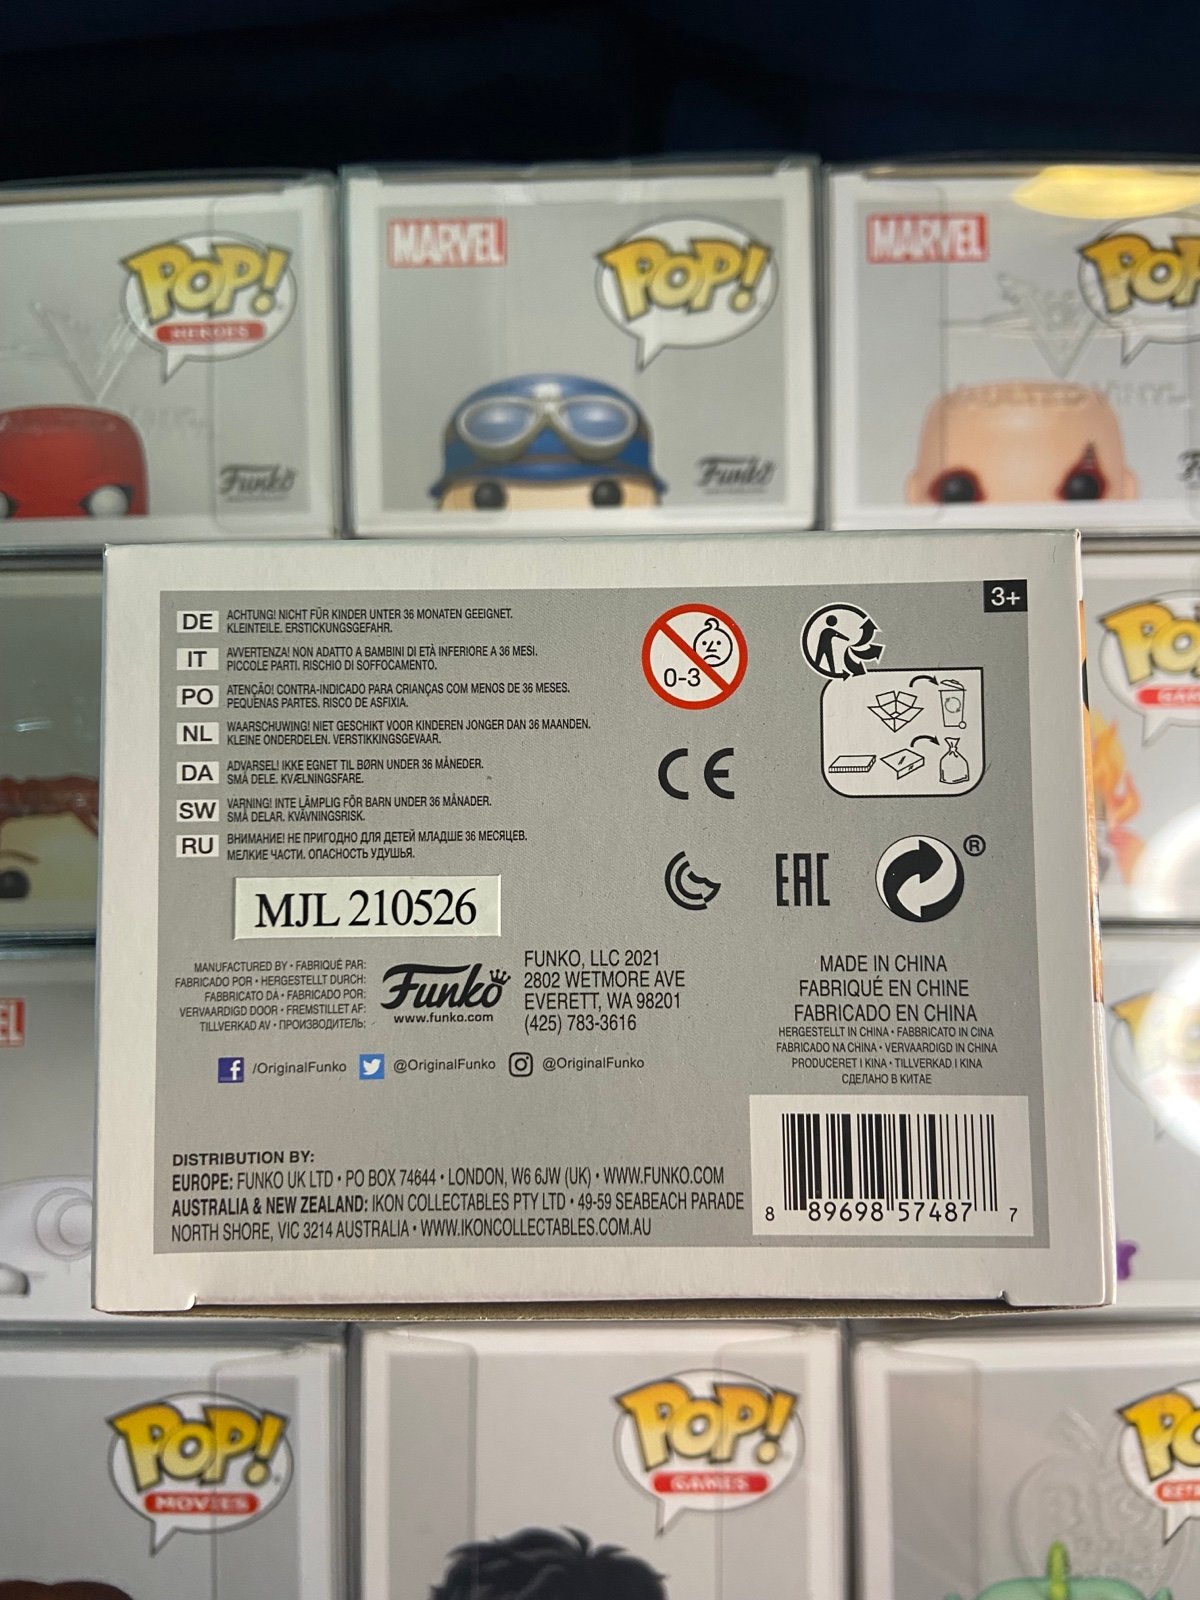 POP!
HEROES
Funko
MARVEL
POP!
Funko
MARVEL
POP!
3+
DE ACHTUNG! NICHT FÜR KINDER UNTER 36 MONATEN GEEIGNET.
KLEINTEILE. ERSTICKUNGSGEFAHR.
IT AVVERTENZA! NON ADATTO A BAMBINI DI ETÀ INFERIORE A 36 MESI.
PICCOLE PARTI. RISCHIO DI SOFFOCAMENTO.
PO ATENÇÃO! CONTRA-INDICADO PARA CRIANÇAS COM MENOS DE 36 MESES.
PEQUENAS PARTES. RISCO DE ASFIXIA.
NL WAARSCHUWING! NIET GESCHIKT VOOR KINDEREN JONGER DAN 36 MAANDEN.
KLEINE ONDERDELEN. VERSTIKKINGSGEVAAR.
DA ADVARSEL! IKKE EGNET TIL BØRN UNDER 36 MÅNEDER.
SMÅ DELE. KVÆLNINGSFARE.
SW VARNING! INTE LÄMPLIG FÖR BARN UNDER 36 MÅNADER.
SMÅ DELAR. KVÄVNINGSRISK.
RU ВНИМАНИЕ! НЕ ПРИГОДНО ДЛЯ ДЕТЕЙ МЛАДШЕ 36 МЕСЯЦЕВ.
МЕЛКИЕ ЧАСТИ. ОПАСНОСТЬ УДУШЬЯ.
0-3
CE
EAC
®
MJL 210526
MANUFACTURED BY • FABRIQUÉ PAR:
FABRICADO POR • HERGESTELLT DURCH:
FABBRICATO DA • FABRICADO POR:
VERVAARDIGD DOOR • FREMSTILLET AF:
TILLVERKAD AV • ПРОИЗВОДИТЕЛЬ:
Funko
www.funko.com
FUNKO, LLC 2021
2802 WETMORE AVE
EVERETT, WA 98201
(425) 783-3616
MADE IN CHINA
FABRIQUÉ EN CHINE
FABRICADO EN CHINA
HERGESTELLT IN CHINA • FABBRICATO IN CINA
FABRICADO NA CHINA • VERVAARDIGD IN CHINA
PRODUCERET I KINA • TILLVERKAD I KINA
СДЕЛАНО В КИТАЕ
/OriginalFunko @OriginalFunko @OriginalFunko
DISTRIBUTION BY:
EUROPE: FUNKO UK LTD • PO BOX 74644 • LONDON, W6 6JW (UK) • WWW.FUNKO.COM
AUSTRALIA & NEW ZEALAND: IKON COLLECTABLES PTY LTD • 49-59 SEABEACH PARADE
NORTH SHORE, VIC 3214 AUSTRALIA • WWW.IKONCOLLECTABLES.COM.AU
8 89698 57487 7
POP!
MOVIES
POP!
GAMES